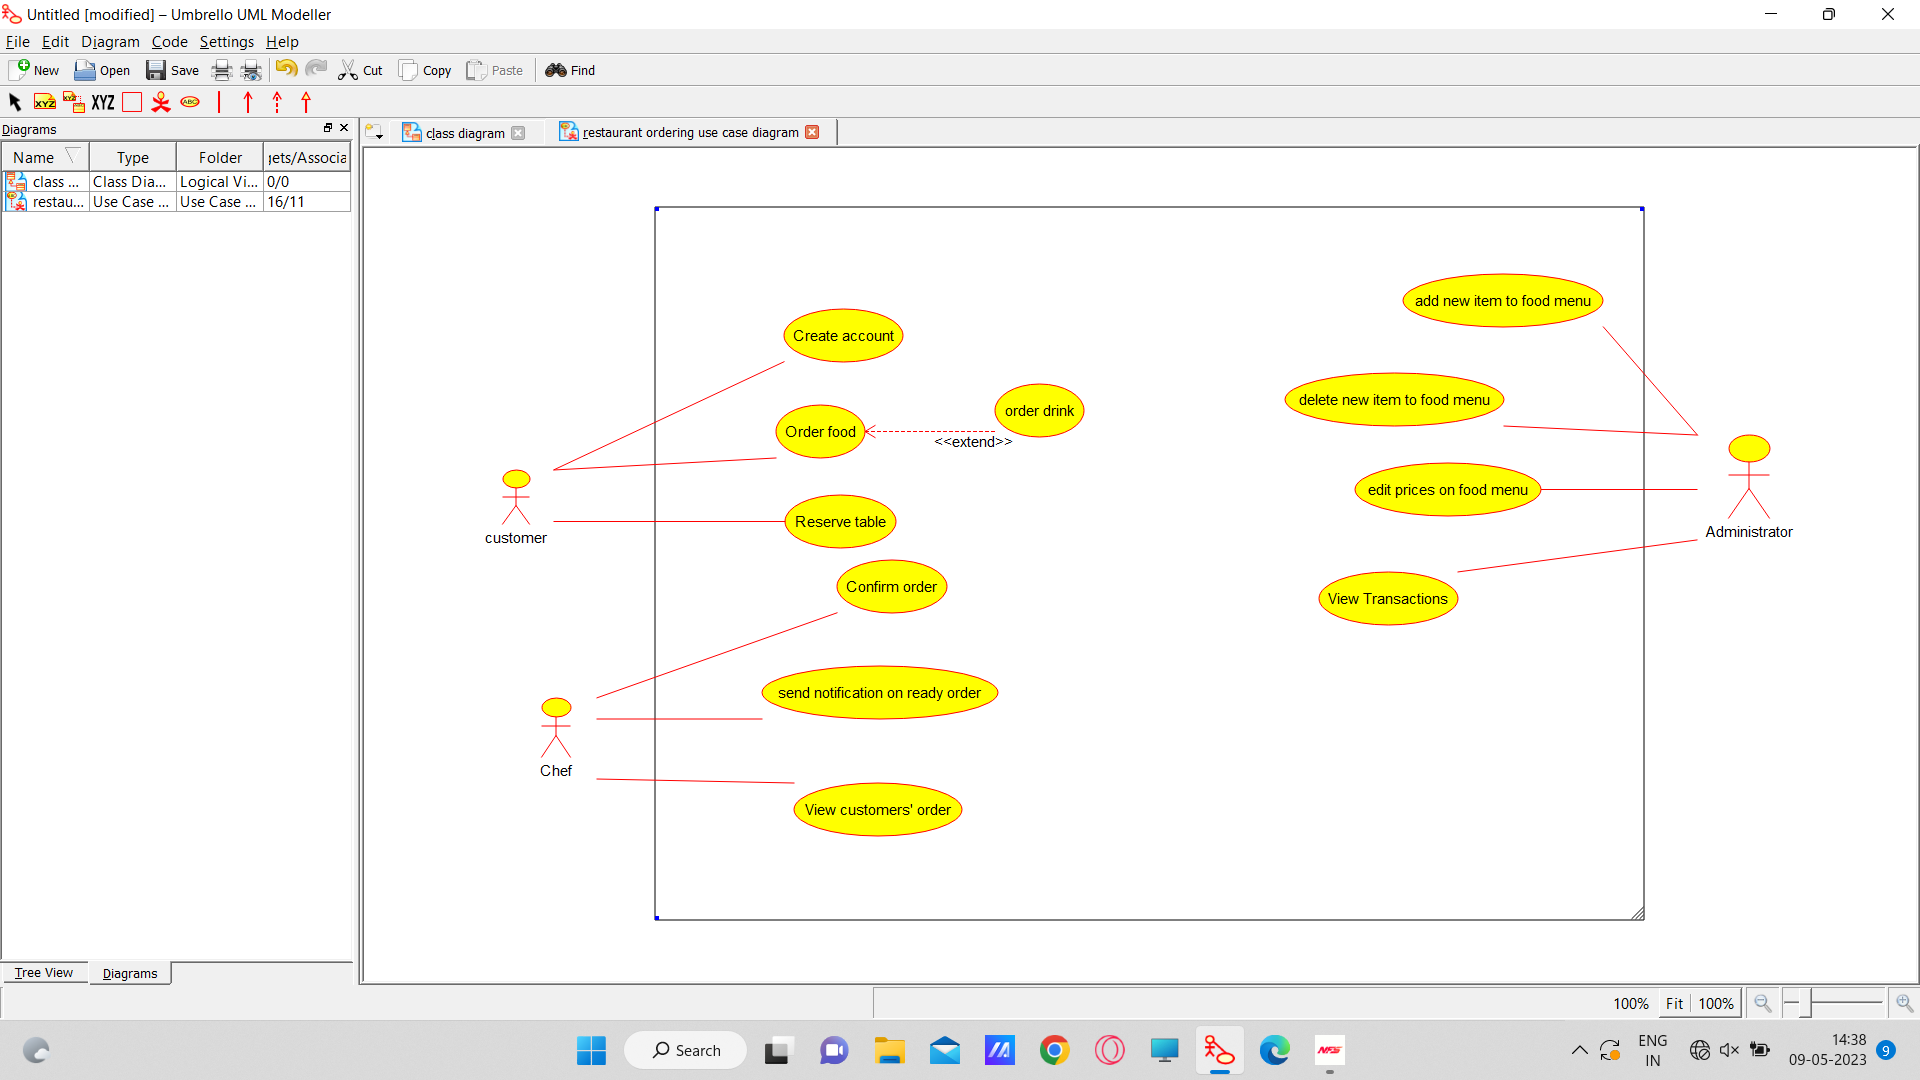 Untitled [modified] – Umbrello UML Modeller
File Edit Diagram Code Settings Help
New Open Save Cut Copy Paste Find
XYZ XYZ XYZ ABC
Diagrams
class diagram restaurant ordering use case diagram
Name Type Folder gets/Associa
class ... Class Dia... Logical Vi... 0/0
restau... Use Case ... Use Case ... 16/11
add new item to food menu
Create account
delete new item to food menu
order drink
Order food
<<extend>>
edit prices on food menu
Reserve table
Administrator
customer
Confirm order
View Transactions
send notification on ready order
Chef
View customers' order
Tree View Diagrams
100% Fit 100%
Search
ENG
IN
14:38
09-05-2023
9
NFS